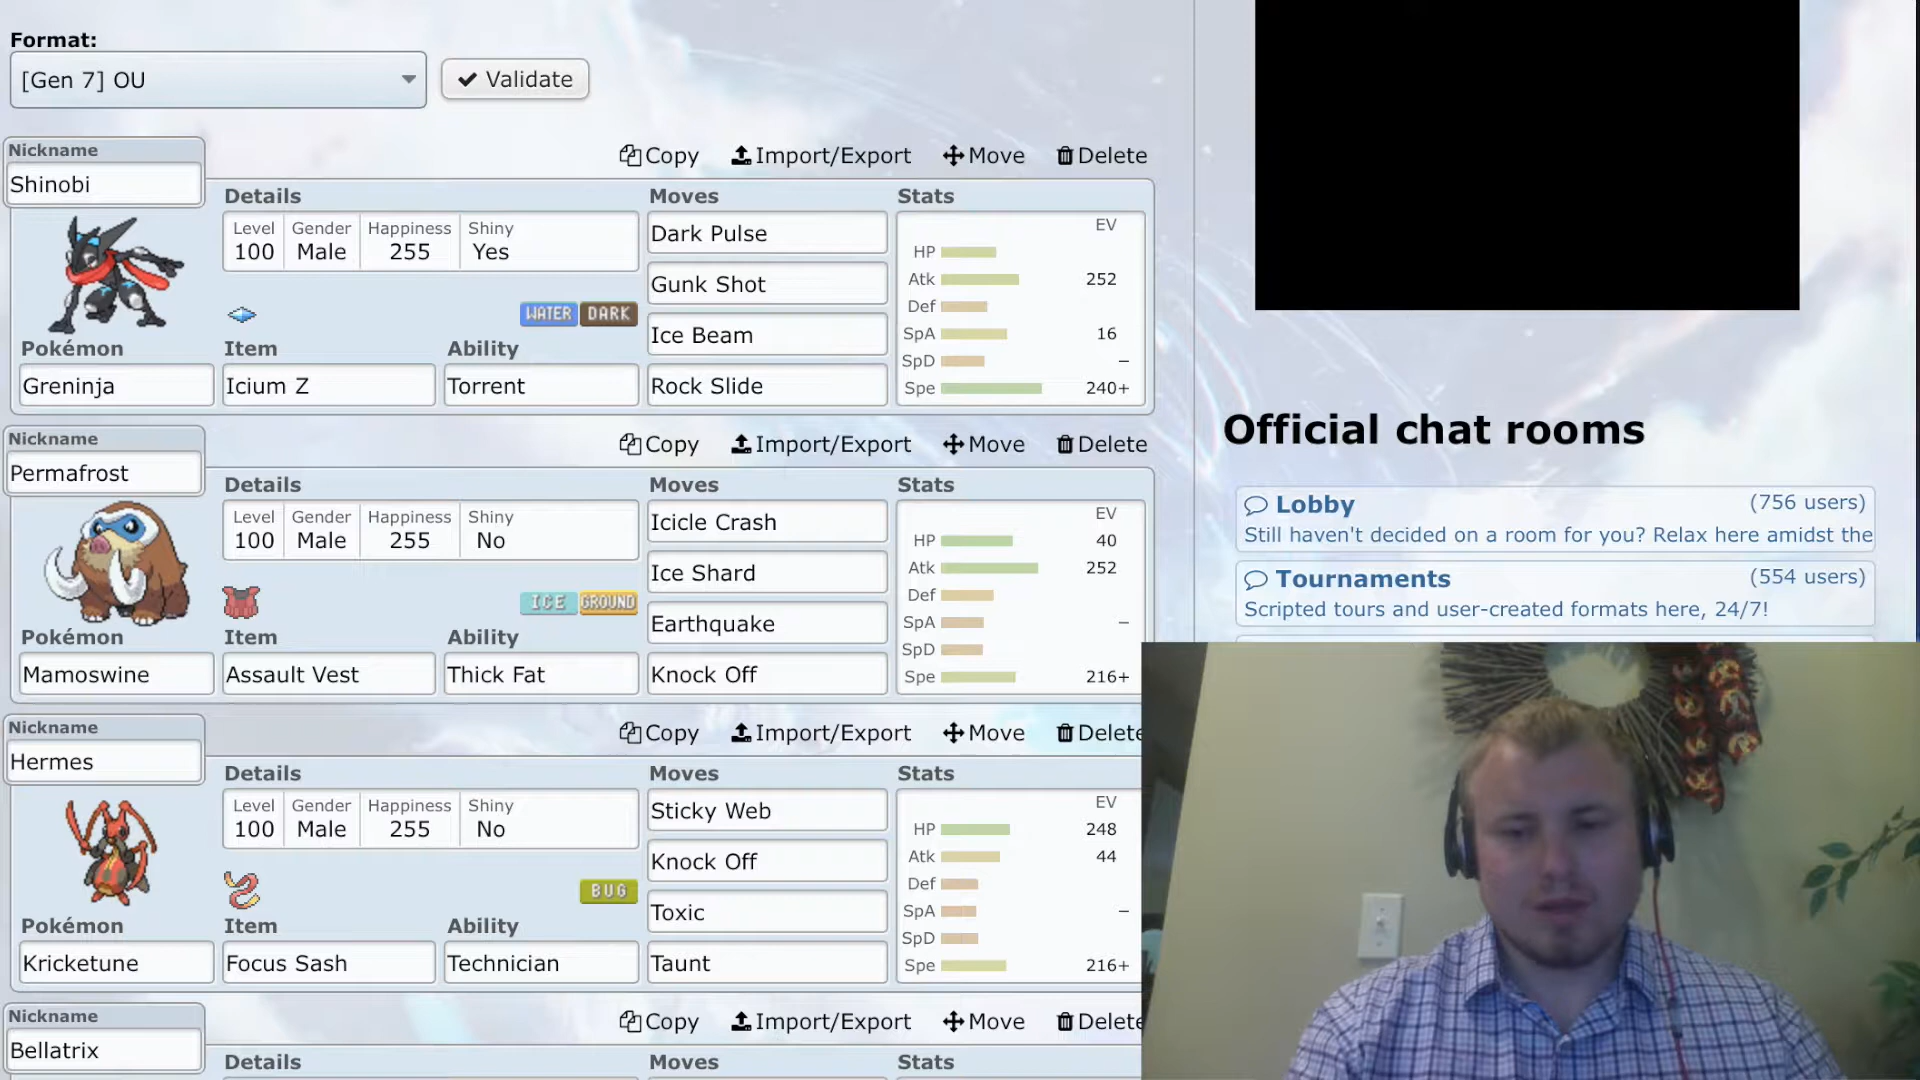 Format:
[Gen 7] OU
Validate
Nickname
Shinobi
Copy Import/Export Move Delete
Details Moves Stats
Level Gender Happiness Shiny
100 Male 255 Yes
WATER DARK
Pokémon Item Ability
Greninja Icium Z Torrent
Dark Pulse
Gunk Shot
Ice Beam
Rock Slide
EV
HP
Atk 252
Def
SpA 16
SpD –
Spe 240+
Nickname
Permafrost
Copy Import/Export Move Delete
Details Moves Stats
Level Gender Happiness Shiny
100 Male 255 No
ICE GROUND
Pokémon Item Ability
Mamoswine Assault Vest Thick Fat
Icicle Crash
Ice Shard
Earthquake
Knock Off
EV
HP 40
Atk 252
Def
SpA –
SpD
Spe 216+
Nickname
Hermes
Copy Import/Export Move Delete
Details Moves Stats
Level Gender Happiness Shiny
100 Male 255 No
BUG
Pokémon Item Ability
Kricketune Focus Sash Technician
Sticky Web
Knock Off
Toxic
Taunt
EV
HP 248
Atk 44
Def
SpA –
SpD
Spe 216+
Nickname
Bellatrix
Copy Import/Export Move Delete
Details Moves Stats
Official chat rooms
Lobby (756 users)
Still haven't decided on a room for you? Relax here amidst the
Tournaments (554 users)
Scripted tours and user-created formats here, 24/7!